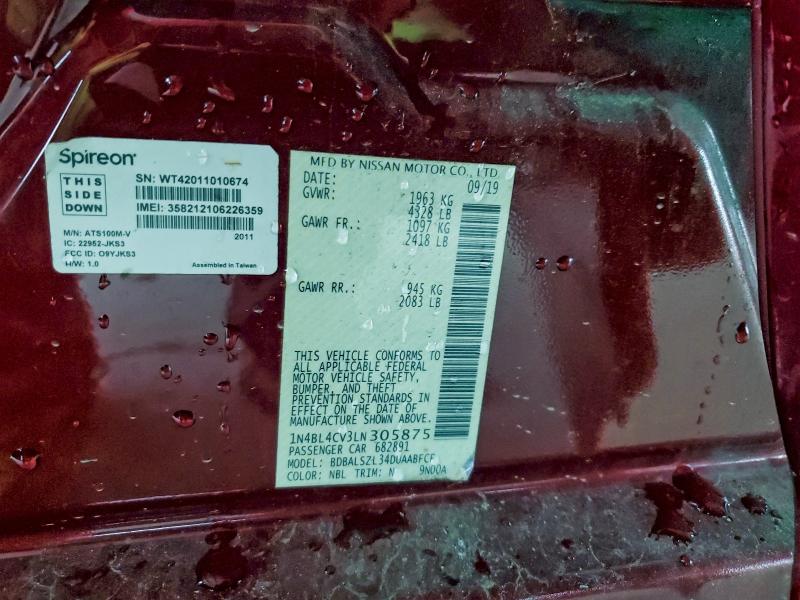 Spireon
THIS
SIDE
DOWN
SN: WT42011010674
IMEI: 358212106226359
2011
M/N: ATS100M-V
IC: 22952-JKS3
FCC ID: O9YJKS3
H/W: 1.0
Assembled in Taiwan
MFD BY NISSAN MOTOR CO., LTD.
DATE: 09/19
GVWR: 1963 KG
4328 LB
GAWR FR.: 1097 KG
2418 LB
GAWR RR.: 945 KG
2083 LB
THIS VEHICLE CONFORMS TO
ALL APPLICABLE FEDERAL
MOTOR VEHICLE SAFETY,
BUMPER, AND THEFT
PREVENTION STANDARDS IN
EFFECT ON THE DATE OF
MANUFACTURE SHOWN ABOVE.
1N4BL4CV3LN305875
PASSENGER CAR 682891
MODEL: BDBALSZL34DUAABFCF
COLOR: NBL TRIM: N 9N00A